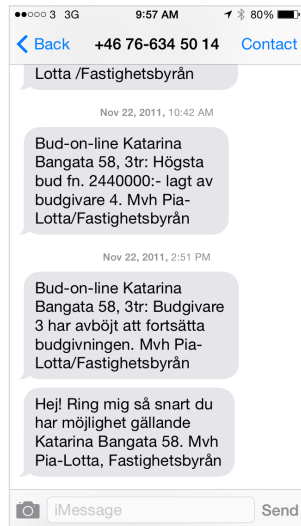 3 3G 9:57 AM 80%
Back +46 76-634 50 14 Contact
Lotta /Fastighetsbyrån
Nov 22, 2011, 10:42 AM
Bud-on-line Katarina
Bangata 58, 3tr: Högsta
bud fn. 2440000:- lagt av
budgivare 4. Mvh Pia-
Lotta/Fastighetsbyrån
Nov 22, 2011, 2:51 PM
Bud-on-line Katarina
Bangata 58, 3tr: Budgivare
3 har avböjt att fortsätta
budgivningen. Mvh Pia-
Lotta/Fastighetsbyrån
Hej! Ring mig så snart du
har möjlighet gällande
Katarina Bangata 58. Mvh
Pia-Lotta, Fastighetsbyrån
iMessage Send